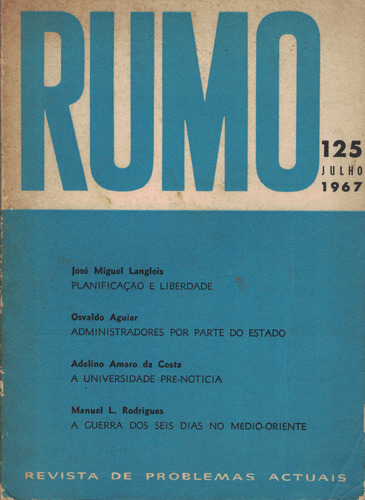 RUMO
125
JULHO
1967
José Miguel Langlois
PLANIFICAÇÃO E LIBERDADE
Osvaldo Aguiar
ADMINISTRADORES POR PARTE DO ESTADO
Adelino Amaro da Costa
A UNIVERSIDADE PRE-NOTICIA
Manuel L. Rodrigues
A GUERRA DOS SEIS DIAS NO MEDIO-ORIENTE
REVISTA DE PROBLEMAS ACTUAIS